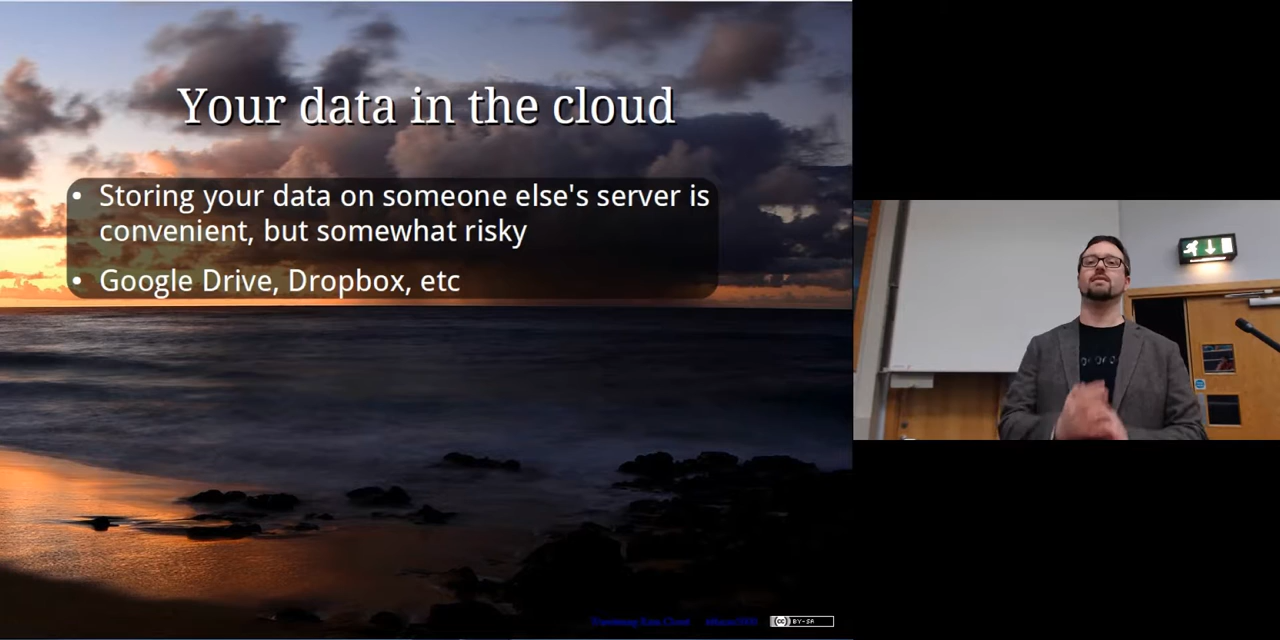 Your data in the cloud
• Storing your data on someone else's server is
convenient, but somewhat risky
• Google Drive, Dropbox, etc
BY-SA